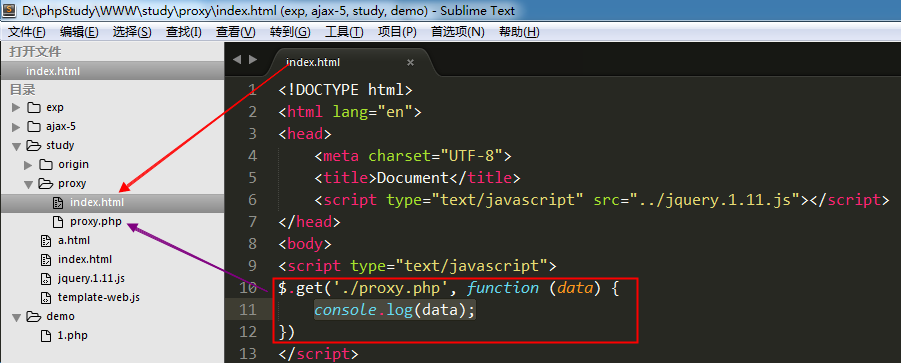 D:\phpStudy\WWW\study\proxy\index.html (exp, ajax-5, study, demo) - Sublime Text
文件(F) 编辑(E) 选择(S) 查找(I) 查看(V) 转到(G) 工具(T) 项目(P) 首选项(N) 帮助(H)
打开文件
index.html
目录
exp
ajax-5
study
origin
proxy
index.html
proxy.php
a.html
index.html
jquery.1.11.js
template-web.js
demo
1.php
index.html ×
1 <!DOCTYPE html>
2 <html lang="en">
3 <head>
4 <meta charset="UTF-8">
5 <title>Document</title>
6 <script type="text/javascript" src="../jquery.1.11.js"></script>
7 </head>
8 <body>
9 <script type="text/javascript">
10 $.get('./proxy.php', function (data) {
11 console.log(data);
12 })
13 </script>